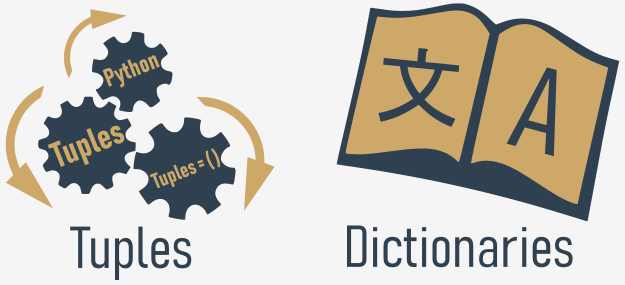 Python
Tuples
Tuples = ()
Tuples
文 A
Dictionaries